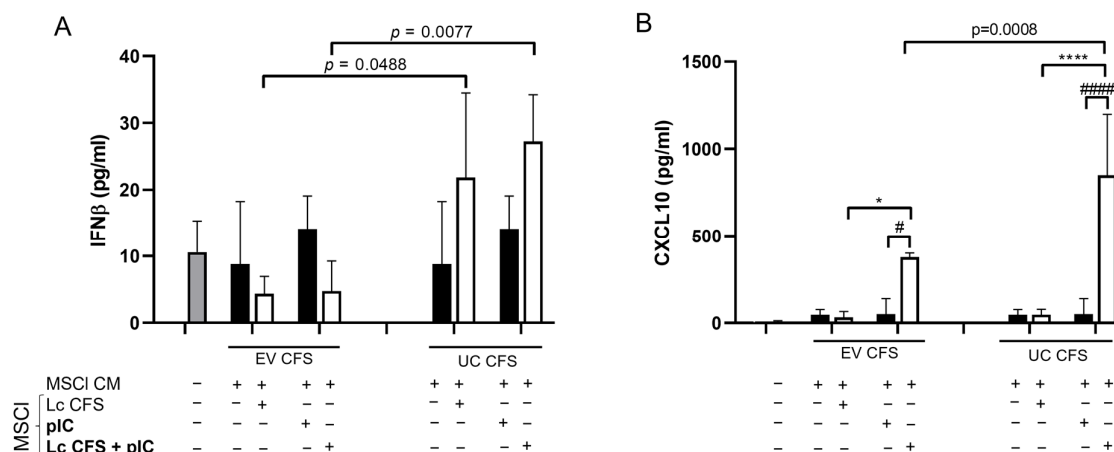 A
p = 0.0077
p = 0.0488
IFNβ (pg/ml)
40
30
20
10
0
EV CFS
UC CFS
MSCI CM
– + + + + + + + +
Lc CFS
– – + – – – + – –
pIC
– – – + – – – + –
Lc CFS + pIC
– – – – + – – – +
MSCI
B
p=0.0008
****
####
*
#
CXCL10 (pg/ml)
1500
1000
500
0
EV CFS
UC CFS
– + + + + + + + +
– – + – – – + – –
– – – + – – – + –
– – – – + – – – +